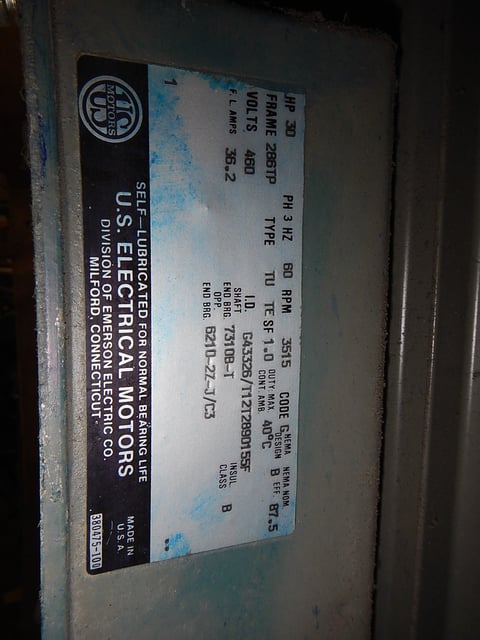 HP 30 PH 3 HZ 60 RPM 3515 CODE G NEMA DESIGN B NEMA NOM. EFF. 87.5
FRAME 286TP TYPE TU TE SF 1.0 DUTY MAX. CONT. AMB. 40°C
VOLTS 460 I.D. G43326/T12T2890155F INSUL CLASS B
F.L. AMPS 36.2 SHAFT END BRG. 7310B-T
OPP. END BRG. 6210-2Z-J/C3
1
SELF-LUBRICATED FOR NORMAL BEARING LIFE
US MOTORS
U.S. ELECTRICAL MOTORS
DIVISION OF EMERSON ELECTRIC CO.
MILFORD, CONNECTICUT
MADE IN
U.S.A.
380475-100